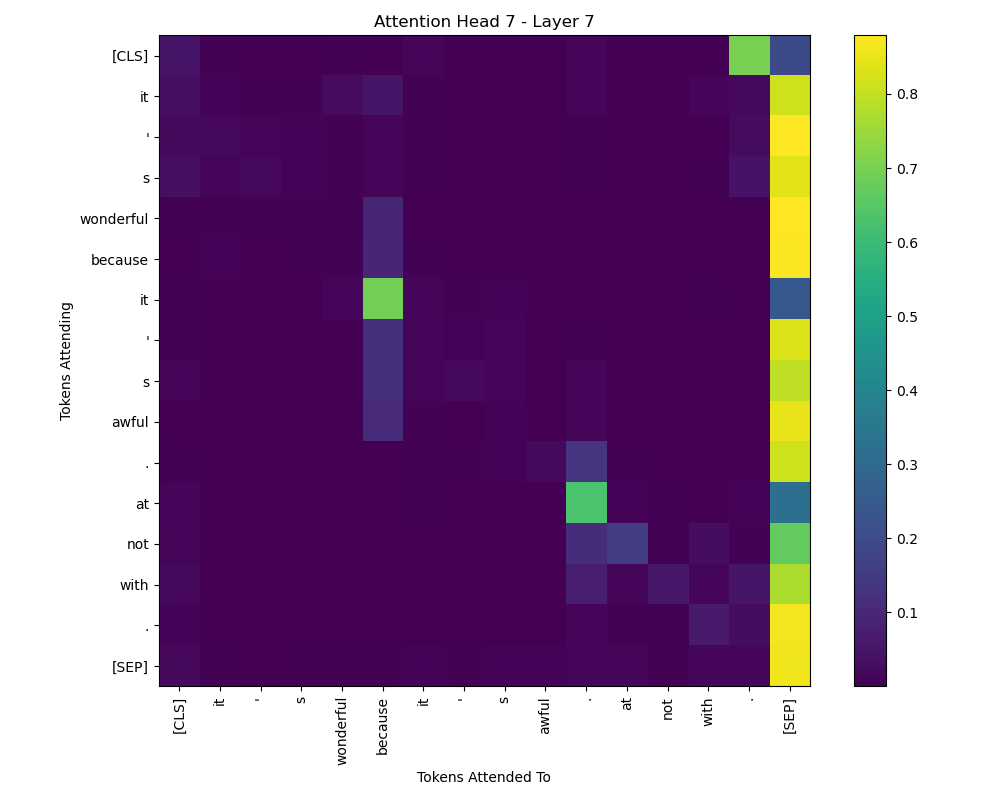 Attention Head 7 - Layer 7
[CLS]
it
'
s
wonderful
because
it
'
s
awful
.
at
not
with
.
[SEP]
Tokens Attending
[CLS]
it
'
s
wonderful
because
it
'
s
awful
.
at
not
with
.
[SEP]
Tokens Attended To
0.8
0.7
0.6
0.5
0.4
0.3
0.2
0.1